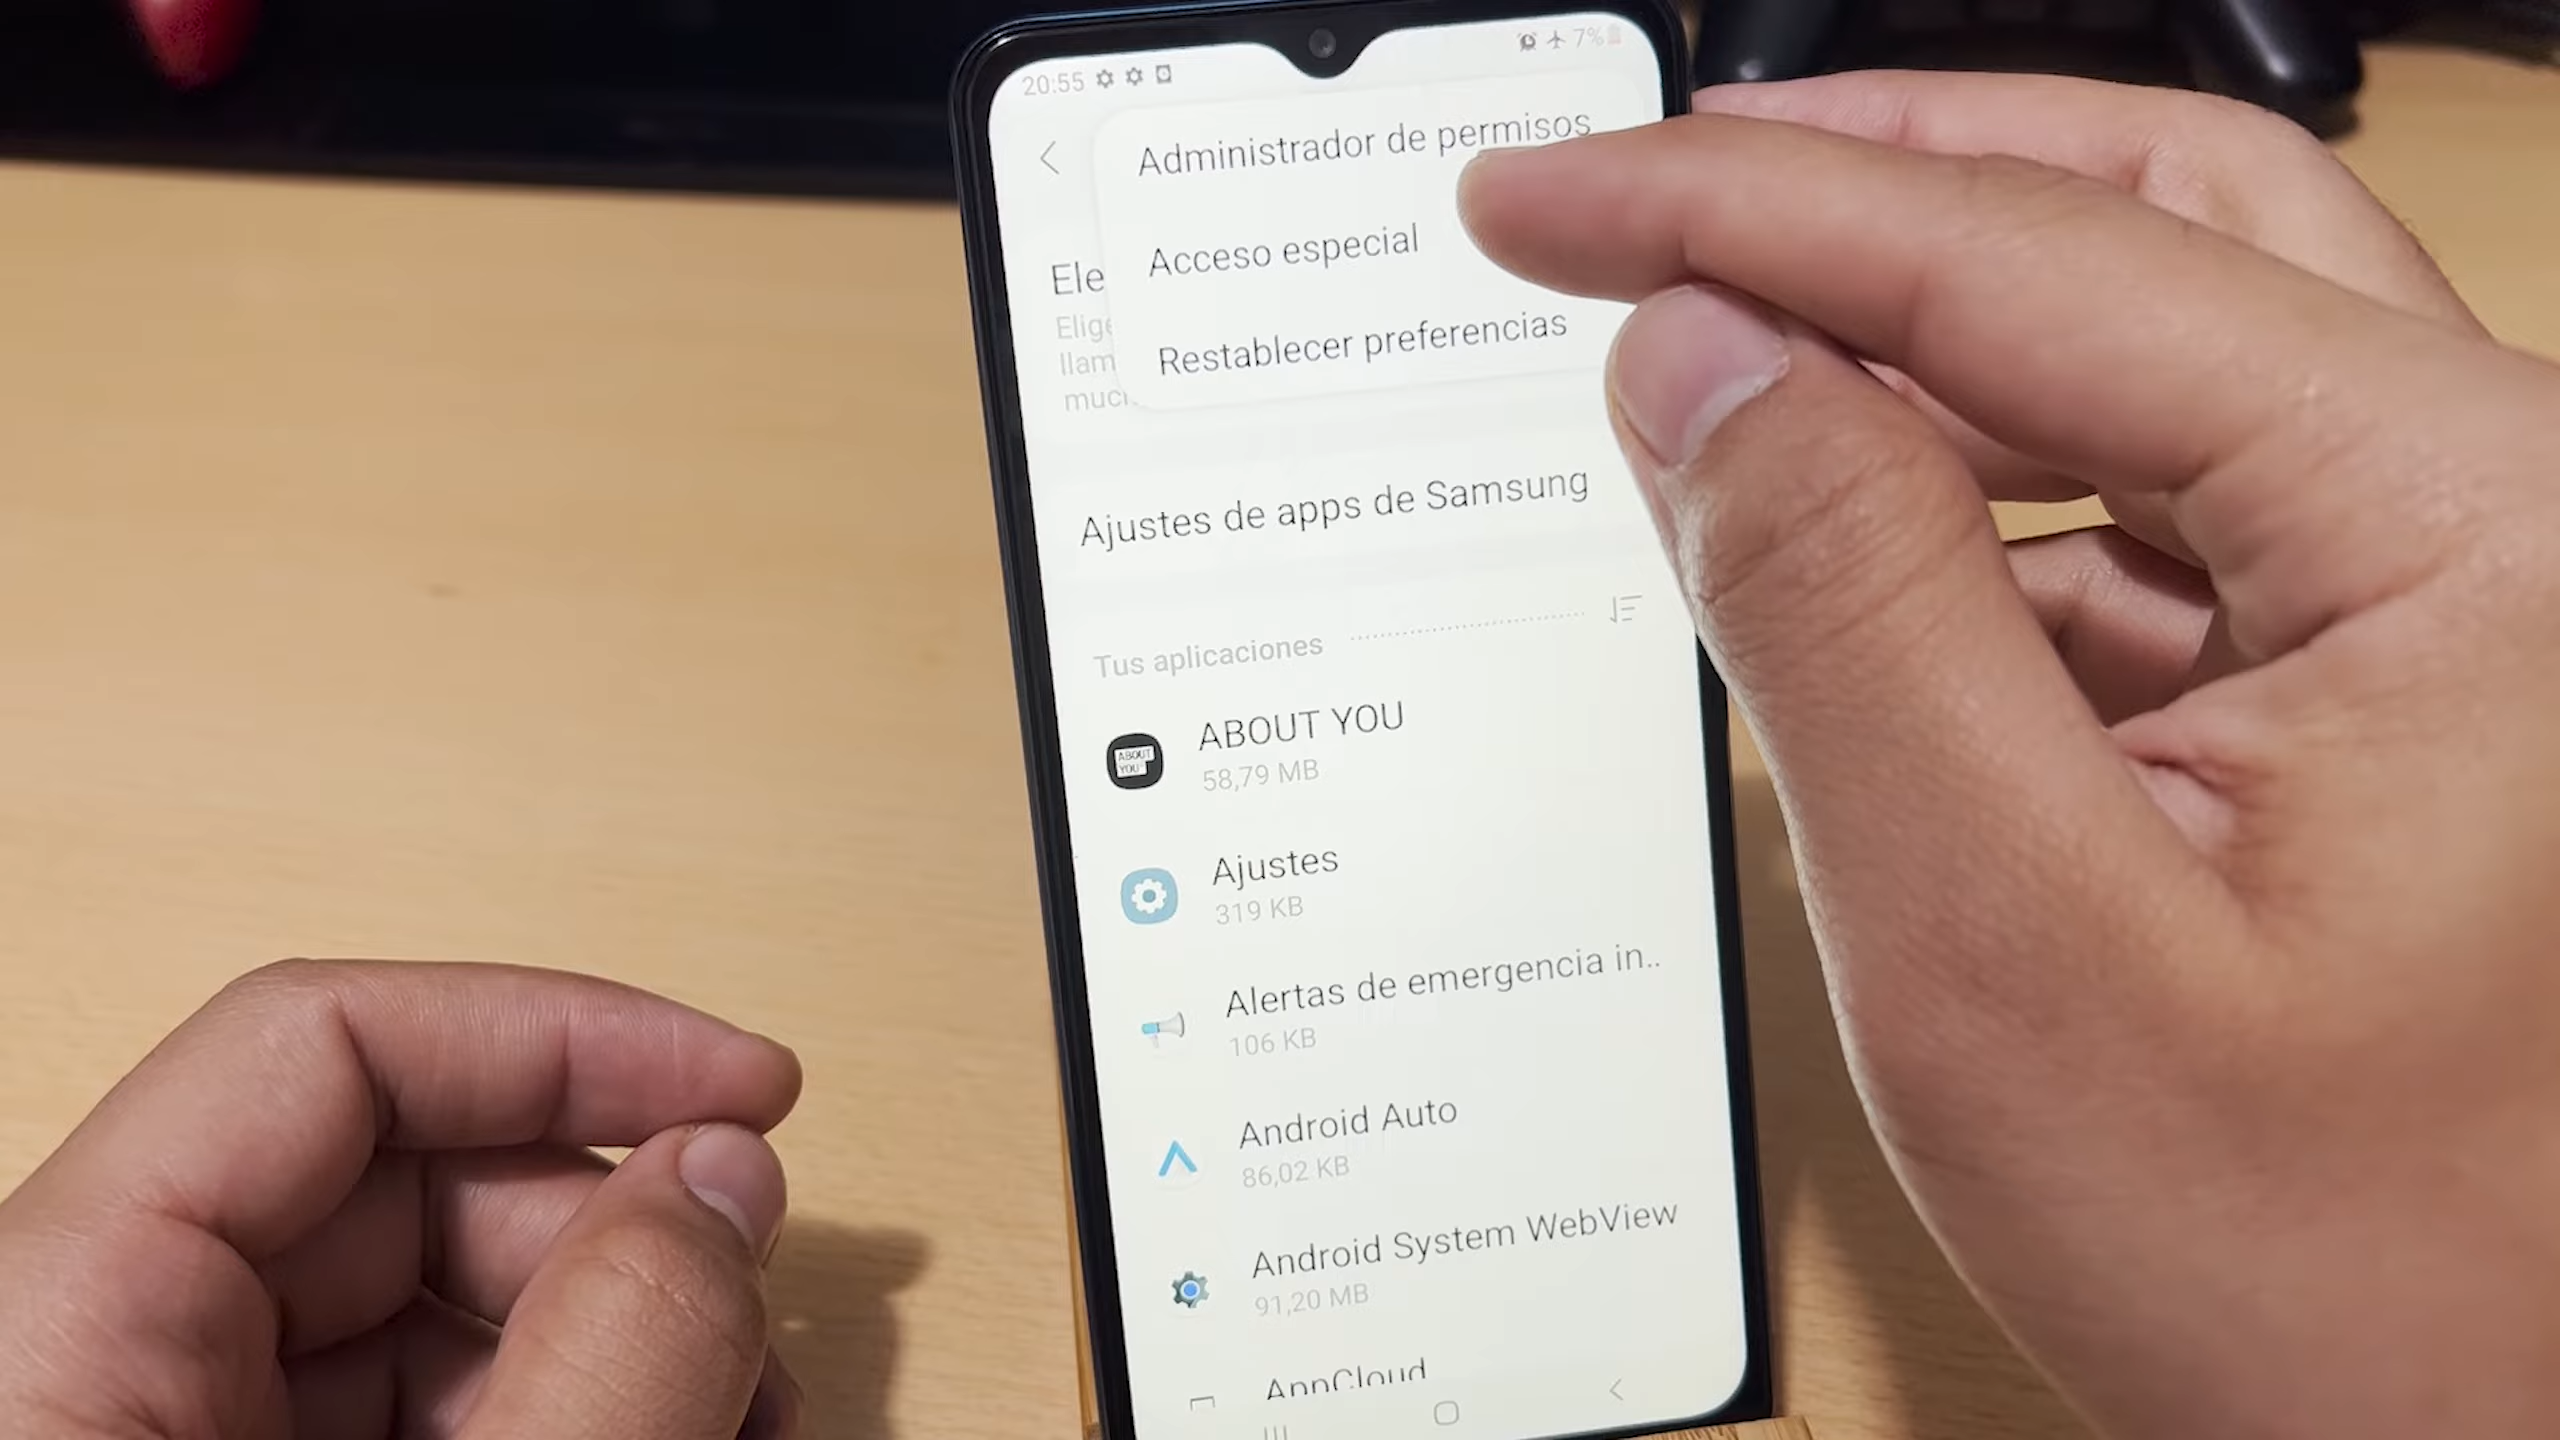 20:55
7%
Administrador de permisos
Acceso especial
Restablecer preferencias
Ele
Elige
llam
Ajustes de apps de Samsung
Tus aplicaciones
ABOUT YOU
58,79 MB
ABOUT
YOU
Ajustes
319 KB
Alertas de emergencia in..
106 KB
Android Auto
86,02 KB
Android System WebView
91,20 MB
AppCloud